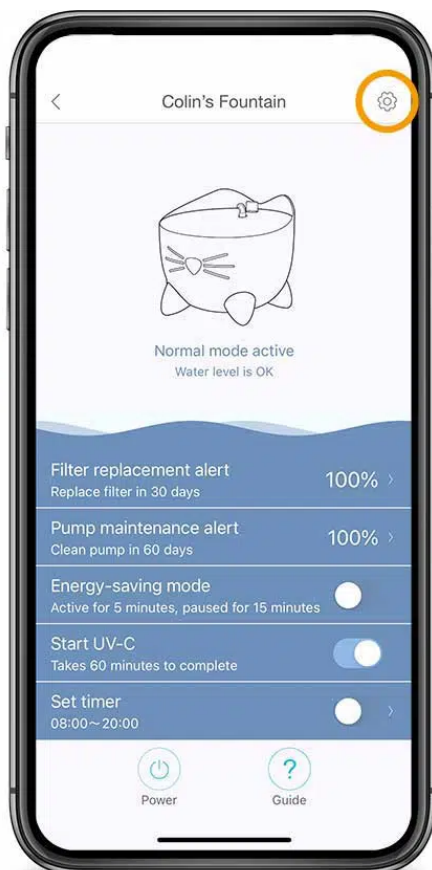 Colin's Fountain
Normal mode active
Water level is OK
Filter replacement alert
Replace filter in 30 days
100%
Pump maintenance alert
Clean pump in 60 days
100%
Energy-saving mode
Active for 5 minutes, paused for 15 minutes
Start UV-C
Takes 60 minutes to complete
Set timer
08:00~20:00
Power
?
Guide